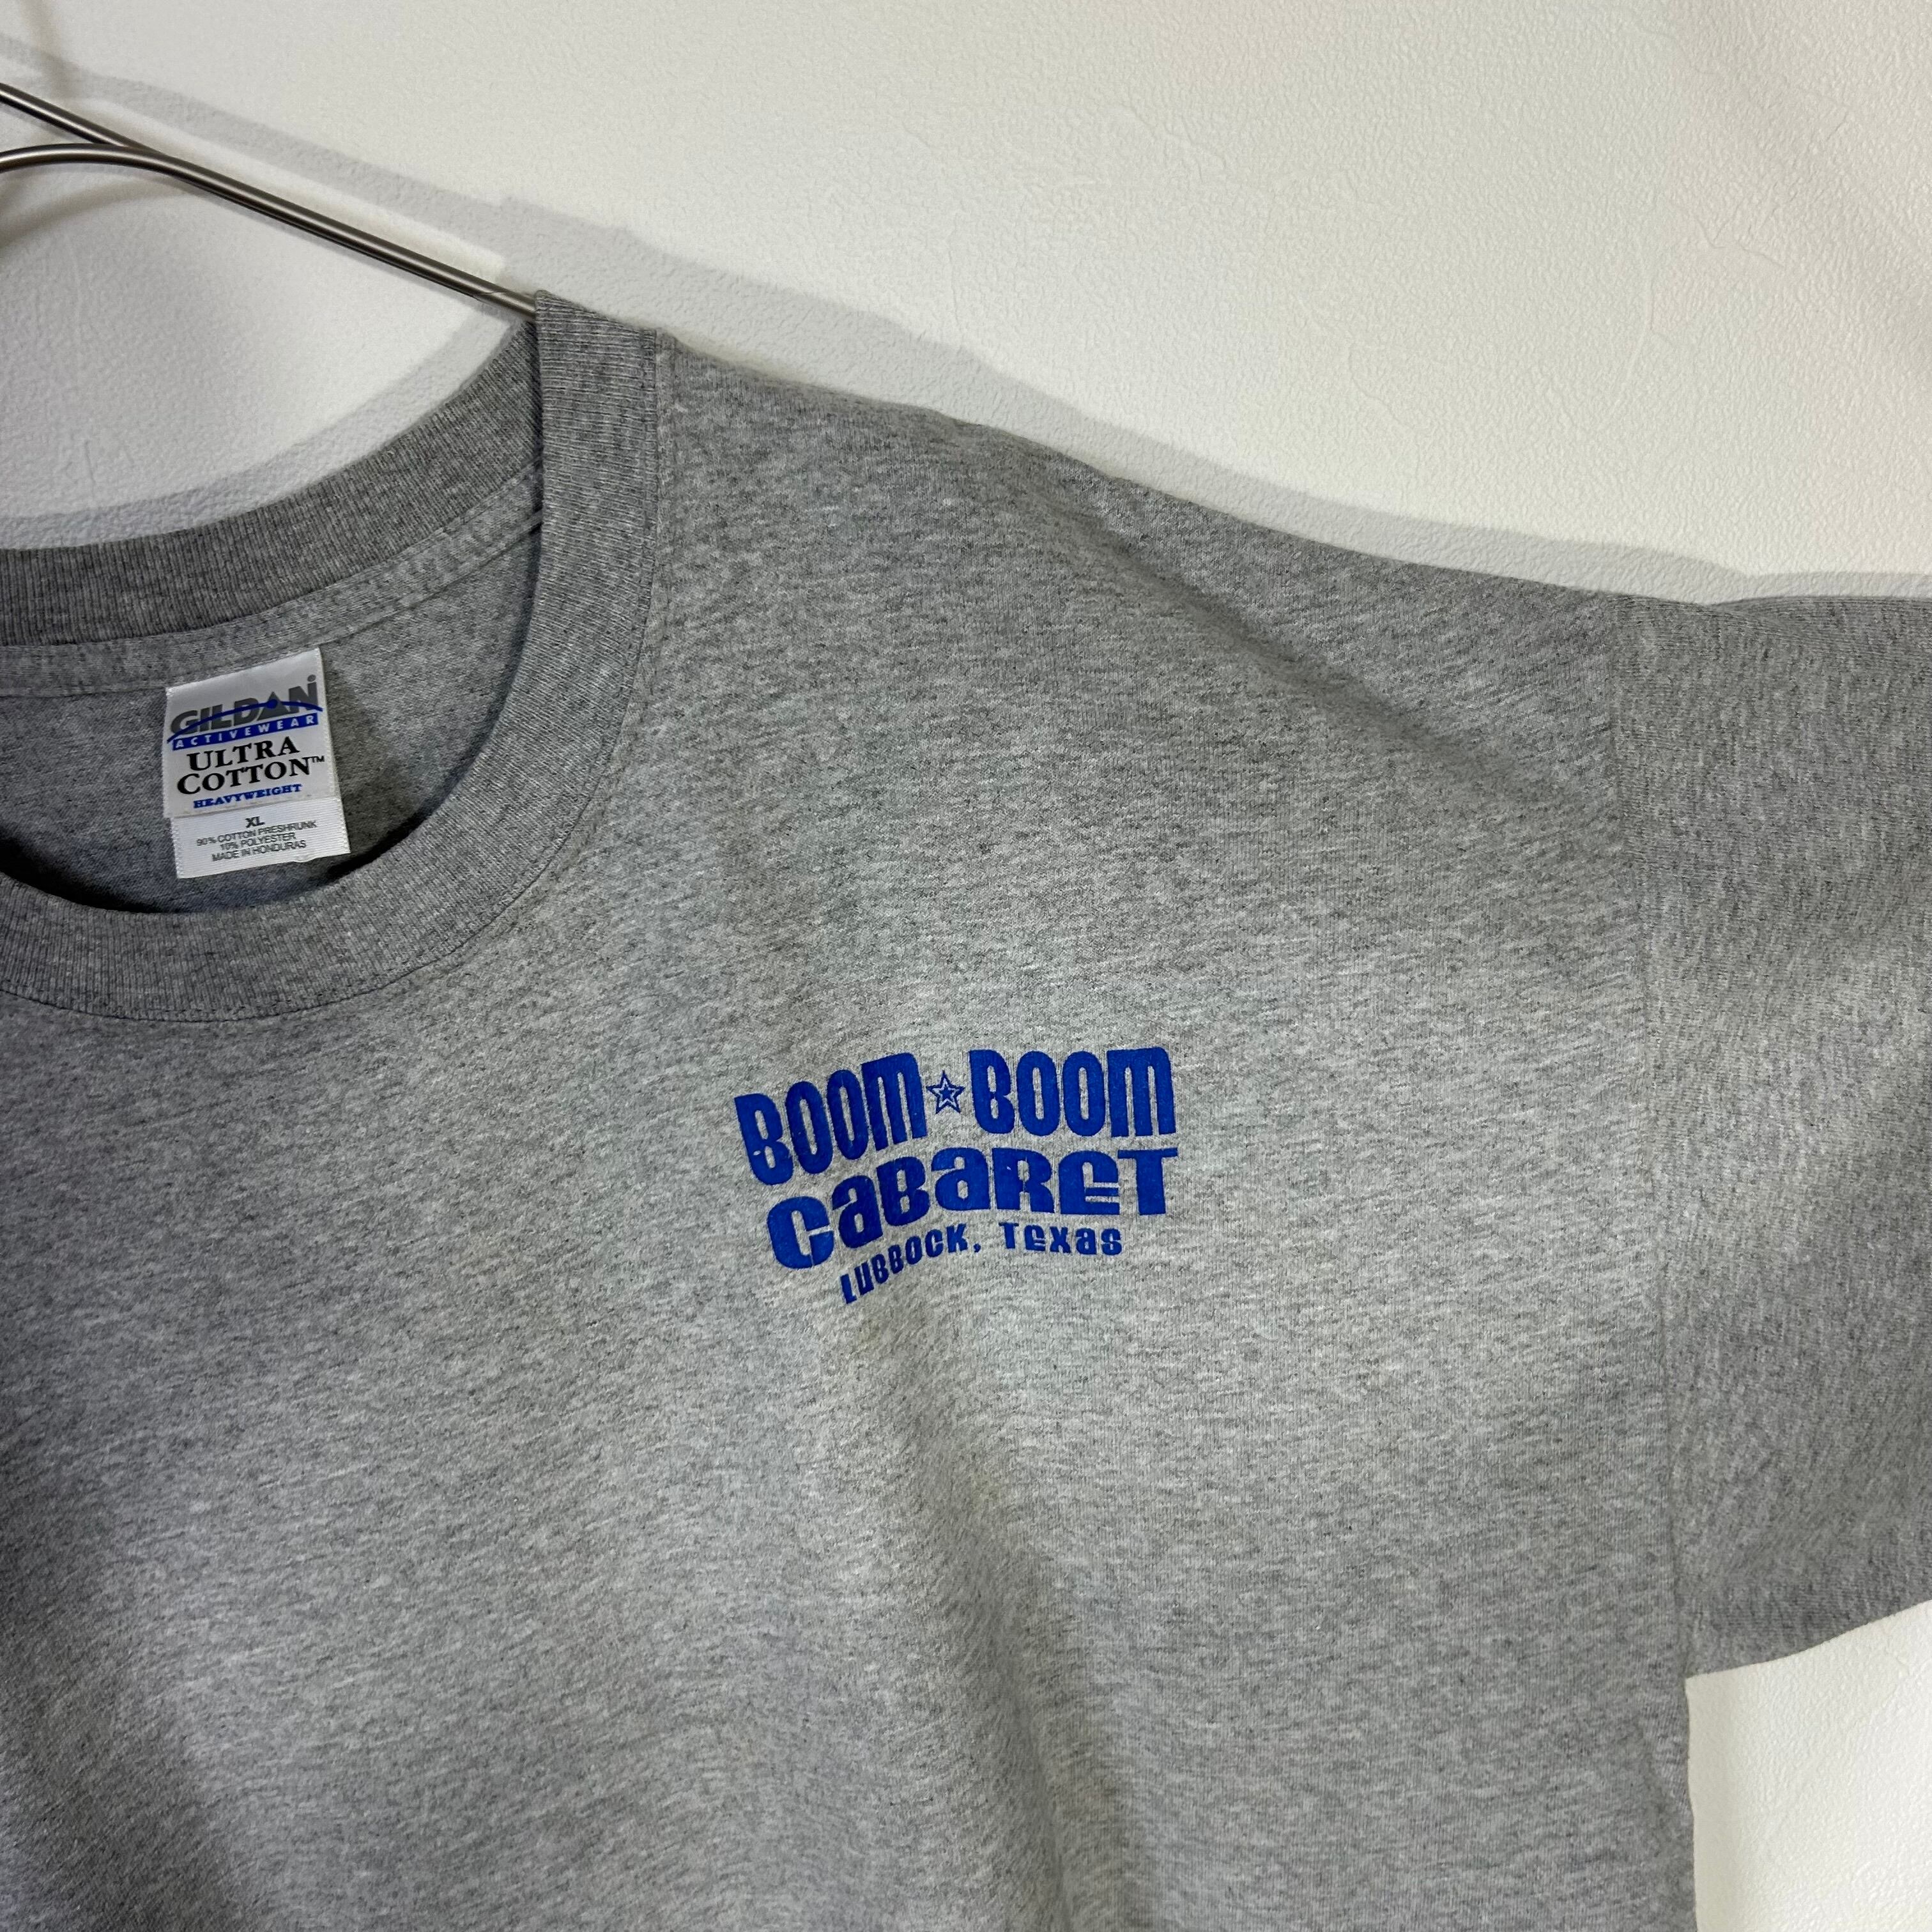 GILDAN
ACTIVEWEAR
ULTRA
COTTON™
HEAVYWEIGHT
XL
90% COTTON PRESHRUNK
10% POLYESTER
MADE IN HONDURAS
BOOM☆BOOM
CABARET
LUBBOCK, TEXAS